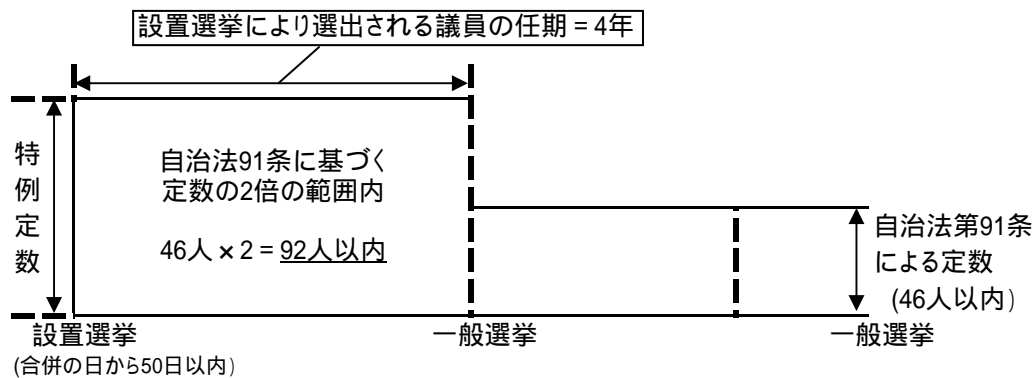 設置選挙により選出される議員の任期 = 4年
特例定数
自治法91条に基づく
定数の2倍の範囲内
46人 × 2 = 92人以内
自治法第91条
による定数
(46人以内)
設置選挙
一般選挙
一般選挙
(合併の日から50日以内)